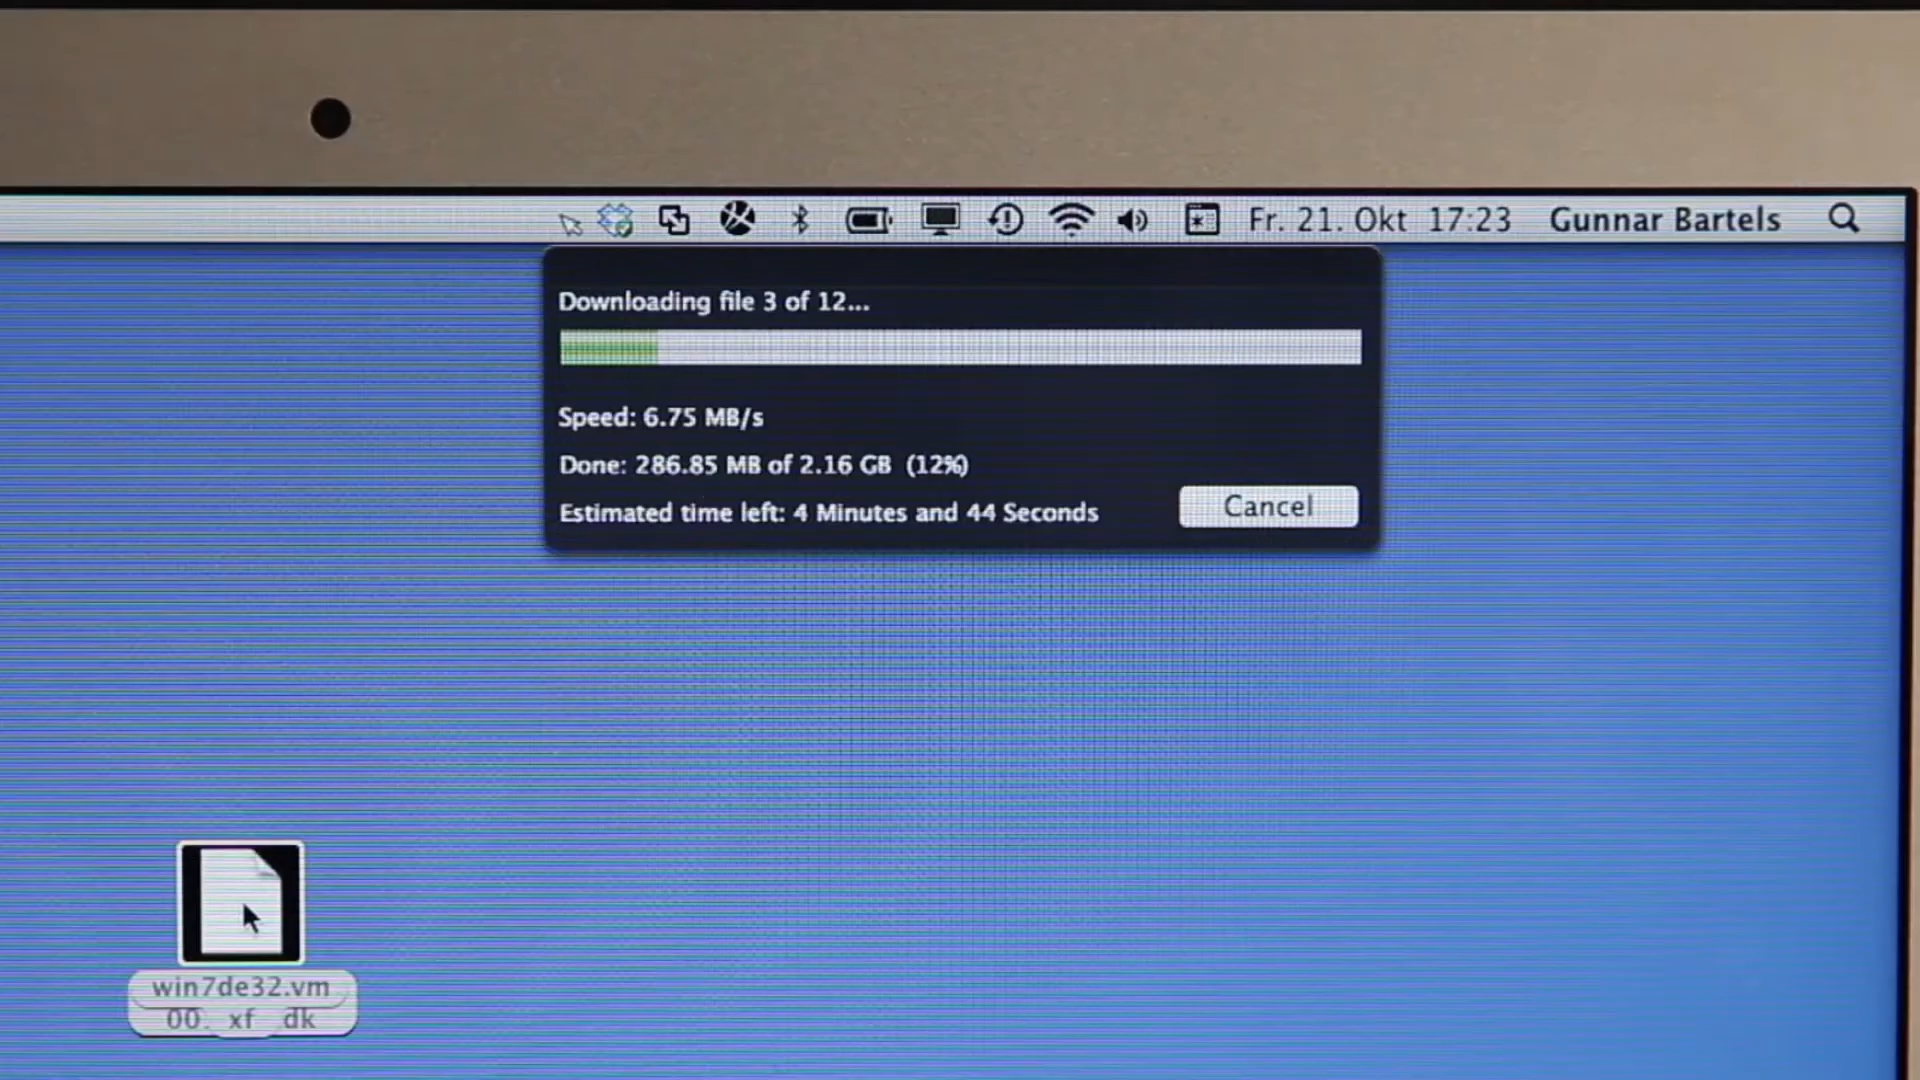 Fr. 21. Okt 17:23 Gunnar Bartels
Downloading file 3 of 12...
Speed: 6.75 MB/s
Done: 286.85 MB of 2.16 GB (12%)
Estimated time left: 4 Minutes and 44 Seconds
Cancel
win7de32.vm